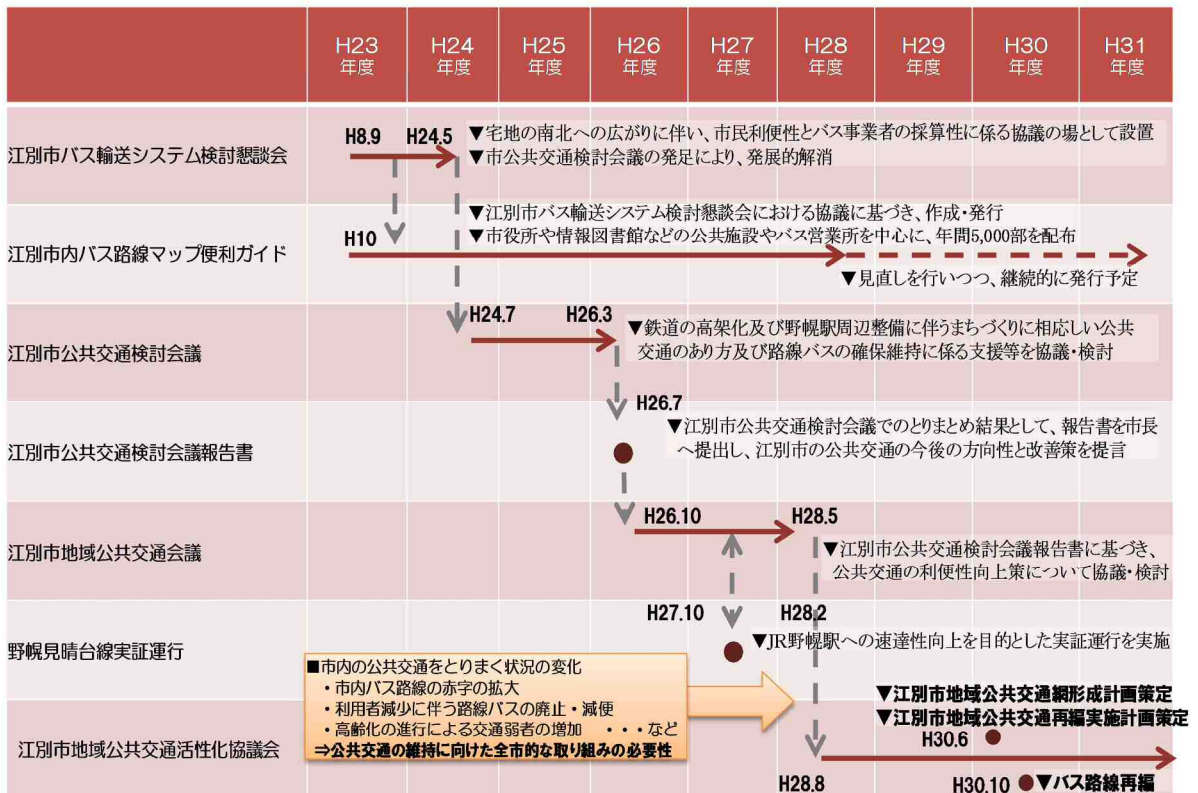 H23 H24 H25 H26 H27 H28 H29 H30 H31
年度 年度 年度 年度 年度 年度 年度 年度 年度
江別市バス輸送システム検討懇談会
H8.9 H24.5
▼宅地の南北への広がりに伴い、市民利便性とバス事業者の採算性に係る協議の場として設置
▼市公共交通検討会議の発足により、発展的解消
江別市内バス路線マップ便利ガイド
H10
▼江別市バス輸送システム検討懇談会における協議に基づき、作成・発行
▼市役所や情報図書館などの公共施設やバス営業所を中心に、年間5,000部を配布
▼見直しを行いつつ、継続的に発行予定
江別市公共交通検討会議
H24.7 H26.3
▼鉄道の高架化及び野幌駅周辺整備に伴うまちづくりに相応しい公共
交通のあり方及び路線バスの確保維持に係る支援等を協議・検討
江別市公共交通検討会議報告書
H26.7
▼江別市公共交通検討会議でのとりまとめ結果として、報告書を市長
へ提出し、江別市の公共交通の今後の方向性と改善策を提言
江別市地域公共交通会議
H26.10 H28.5
▼江別市公共交通検討会議報告書に基づき、
公共交通の利便性向上策について協議・検討
野幌見晴台線実証運行
H27.10 H28.2
▼JR野幌駅への速達性向上を目的とした実証運行を実施
■市内の公共交通をとりまく状況の変化
・市内バス路線の赤字の拡大
・利用者減少に伴う路線バスの廃止・減便
・高齢化の進行による交通弱者の増加 ・・・など
⇒公共交通の維持に向けた全市的な取り組みの必要性
江別市地域公共交通活性化協議会
▼江別市地域公共交通網形成計画策定
▼江別市地域公共交通再編実施計画策定
H30.6
H28.8
H30.10 ▼バス路線再編